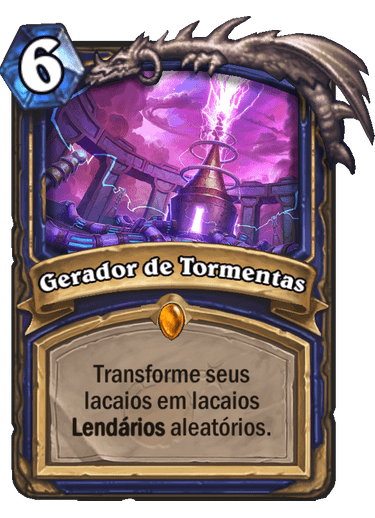 6
Gerador de Tormentas
Transforme seus
lacaios em lacaios
Lendários aleatórios.